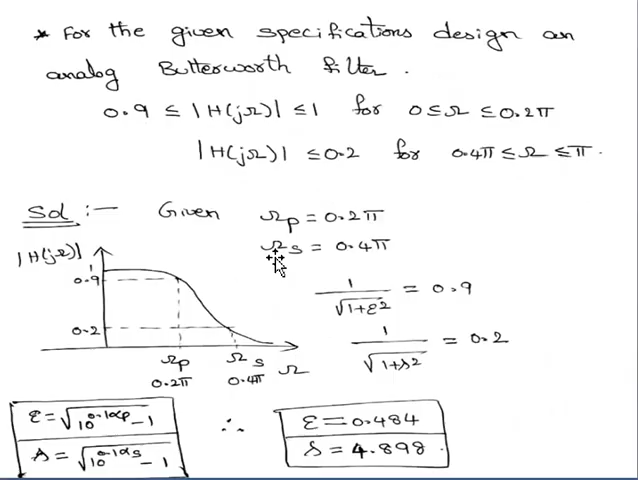 * For the given specifications design an
analog Butterworth filter.
0.9 ≤ |H(jΩ)| ≤ 1 for 0 ≤ Ω ≤ 0.2π
|H(jΩ)| ≤ 0.2 for 0.4π ≤ Ω ≤ π.
Sol :— Given Ωp = 0.2π
Ωs = 0.4π
|H(jΩ)|
1
0.9
0.2
Ωp Ωs Ω
0.2π 0.4π
1/√(1+ε²) = 0.9
1/√(1+λ²) = 0.2
ε = √(10^(0.1αp) - 1)
λ = √(10^(0.1αs) - 1)
∴ ε = 0.484
λ = 4.898.